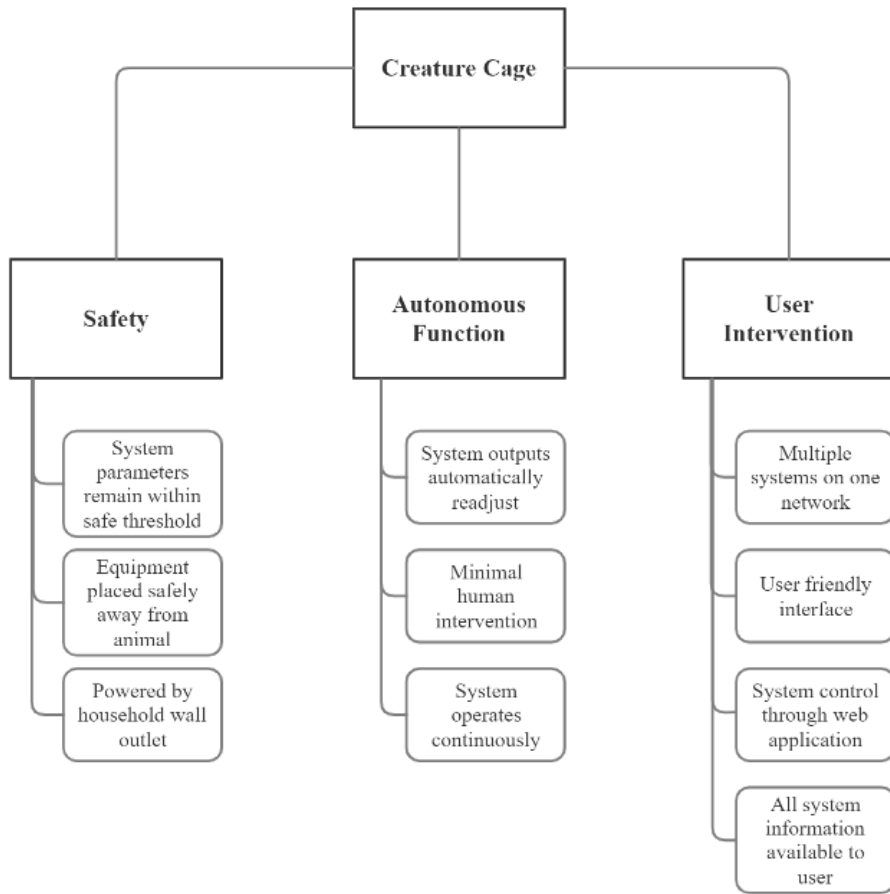 Creature Cage
Safety
Autonomous
Function
User
Intervention
System
parameters
remain within
safe threshold
Equipment
placed safely
away from
animal
Powered by
household wall
outlet
System outputs
automatically
readjust
Minimal
human
intervention
System
operates
continuously
Multiple
systems on one
network
User friendly
interface
System control
through web
application
All system
information
available to
user